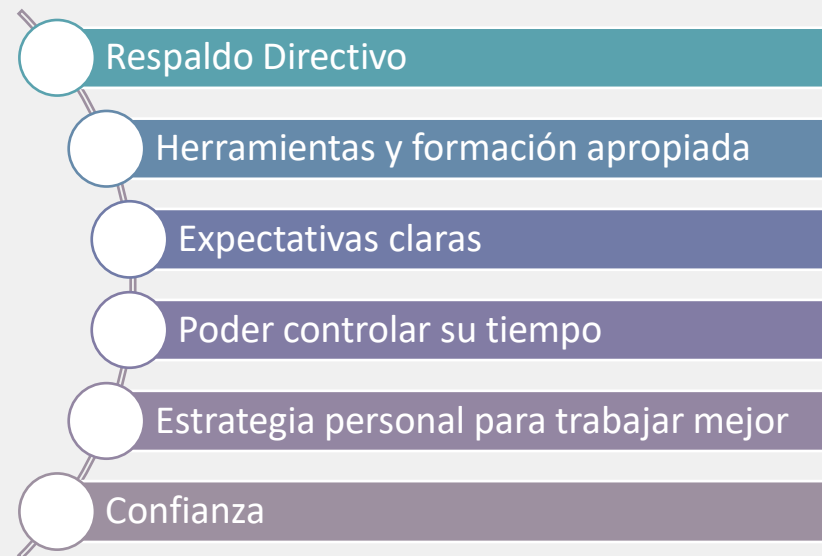 Respaldo Directivo
Herramientas y formación apropiada
Expectativas claras
Poder controlar su tiempo
Estrategia personal para trabajar mejor
Confianza